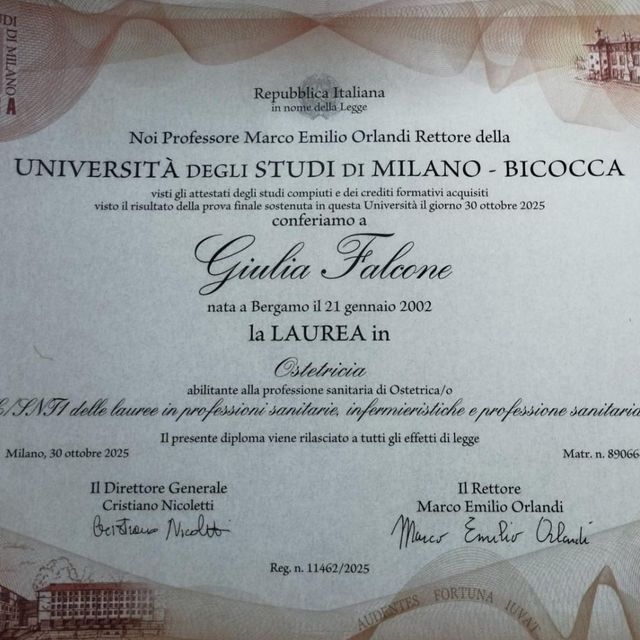 DI DI MILANO
A
Repubblica Italiana
in nome della Legge
Noi Professore Marco Emilio Orlandi Rettore della
UNIVERSITÀ DEGLI STUDI DI MILANO - BICOCCA
visti gli attestati degli studi compiuti e dei crediti formativi acquisiti
visto il risultato della prova finale sostenuta in questa Università il giorno 30 ottobre 2025
conferiamo a
Giulia Falcone
nata a Bergamo il 21 gennaio 2002
la LAUREA in
Ostetricia
abilitante alla professione sanitaria di Ostetrica/o
/SNT1 delle lauree in professioni sanitarie, infermieristiche e professione sanitaria
Il presente diploma viene rilasciato a tutti gli effetti di legge
Milano, 30 ottobre 2025
Matr. n. 89066
Il Direttore Generale
Cristiano Nicoletti
Cristiano Nicoletti
Il Rettore
Marco Emilio Orlandi
Marco Emilio Orlandi
Reg. n. 11462/2025
AUDENTES FORTUNA IUVAT